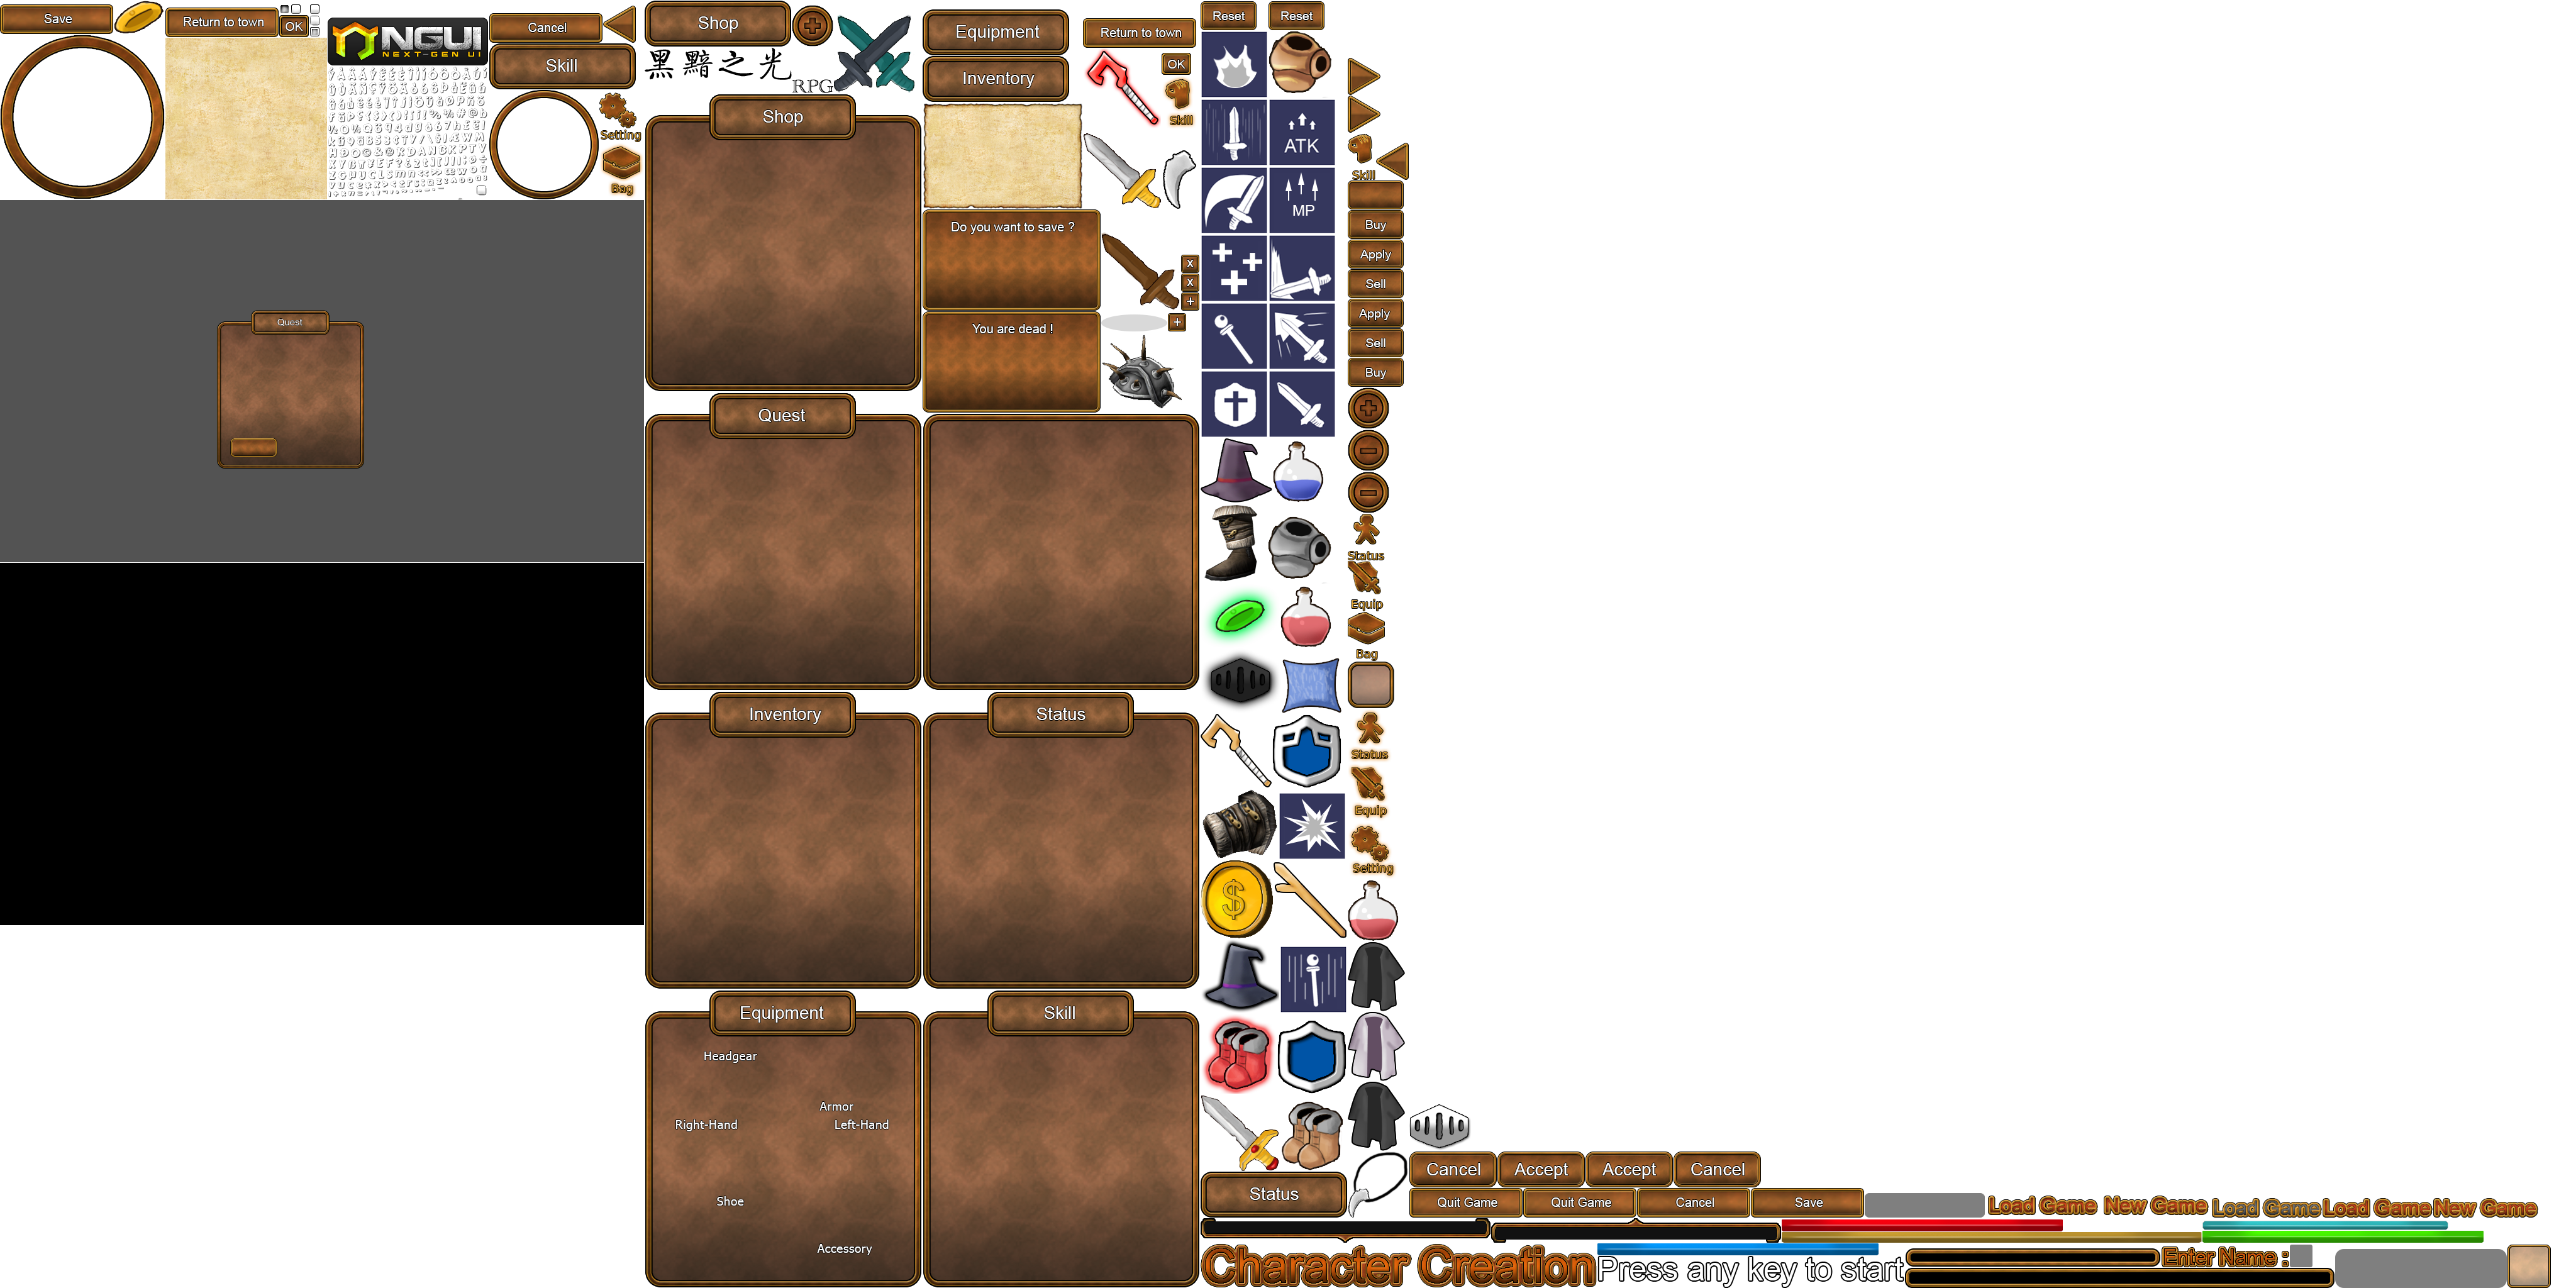 Save
Return to town
OK
NGUI
NEXT-GEN UI
Cancel
Skill
Setting
Bag
Quest
Shop
黑黯之光
RPG
Shop
Quest
Inventory
Equipment
Headgear
Armor
Right-Hand
Left-Hand
Shoe
Accessory
Equipment
Inventory
Return to town
OK
Skill
Do you want to save ?
You are dead !
x
x
+
+
Status
Skill
Reset
Reset
ATK
MP
Skill
Buy
Apply
Sell
Apply
Sell
Buy
Status
Equip
Bag
Status
Equip
Setting
$
Status
Cancel
Accept
Accept
Cancel
Quit Game
Quit Game
Cancel
Save
Load Game
New Game
Load Game
Load Game
New Game
Character Creation
Press any key to start
Enter Name :